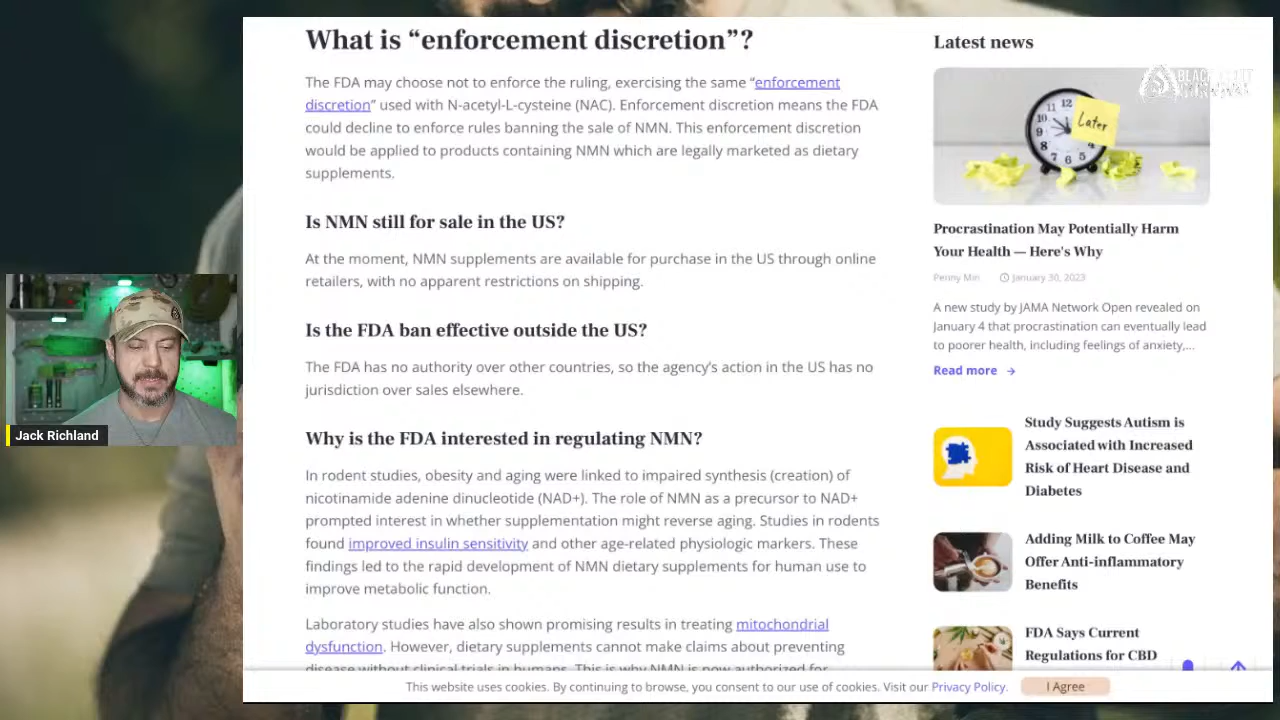 What is “enforcement discretion”?
The FDA may choose not to enforce the ruling, exercising the same “enforcement
discretion” used with N-acetyl-L-cysteine (NAC). Enforcement discretion means the FDA
could decline to enforce rules banning the sale of NMN. This enforcement discretion
would be applied to products containing NMN which are legally marketed as dietary
supplements.
Is NMN still for sale in the US?
At the moment, NMN supplements are available for purchase in the US through online
retailers, with no apparent restrictions on shipping.
Is the FDA ban effective outside the US?
The FDA has no authority over other countries, so the agency’s action in the US has no
jurisdiction over sales elsewhere.
Why is the FDA interested in regulating NMN?
In rodent studies, obesity and aging were linked to impaired synthesis (creation) of
nicotinamide adenine dinucleotide (NAD+). The role of NMN as a precursor to NAD+
prompted interest in whether supplementation might reverse aging. Studies in rodents
found improved insulin sensitivity and other age-related physiologic markers. These
findings led to the rapid development of NMN dietary supplements for human use to
improve metabolic function.
Laboratory studies have also shown promising results in treating mitochondrial
dysfunction. However, dietary supplements cannot make claims about preventing
disease without clinical trials in humans. This is why NMN is now authorized for
Latest news
Later
Procrastination May Potentially Harm
Your Health — Here's Why
Penny Min January 30, 2023
A new study by JAMA Network Open revealed on
January 4 that procrastination can eventually lead
to poorer health, including feelings of anxiety,...
Read more →
Study Suggests Autism is
Associated with Increased
Risk of Heart Disease and
Diabetes
Adding Milk to Coffee May
Offer Anti-inflammatory
Benefits
FDA Says Current
Regulations for CBD
Jack Richland
This website uses cookies. By continuing to browse, you consent to our use of cookies. Visit our Privacy Policy. I Agree